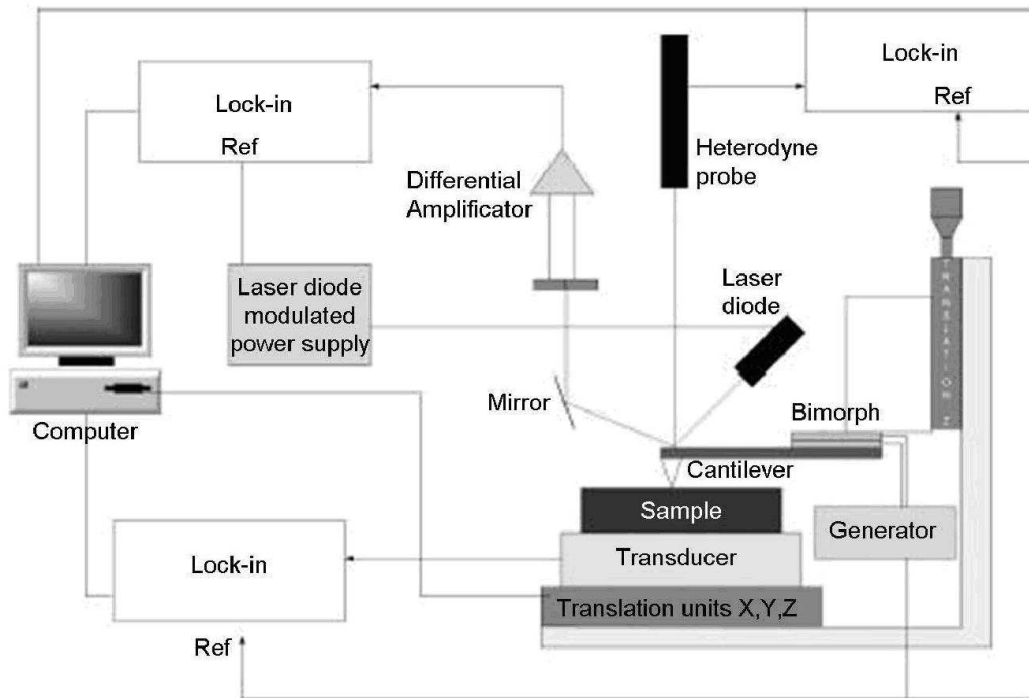 Lock-in
Ref
Lock-in
Ref
Heterodyne
probe
Differential
Amplificator
Laser diode
modulated
power supply
Laser
diode
TRANSLATION Z
Mirror
Bimorph
Computer
Cantilever
Sample
Generator
Transducer
Lock-in
Translation units X,Y,Z
Ref